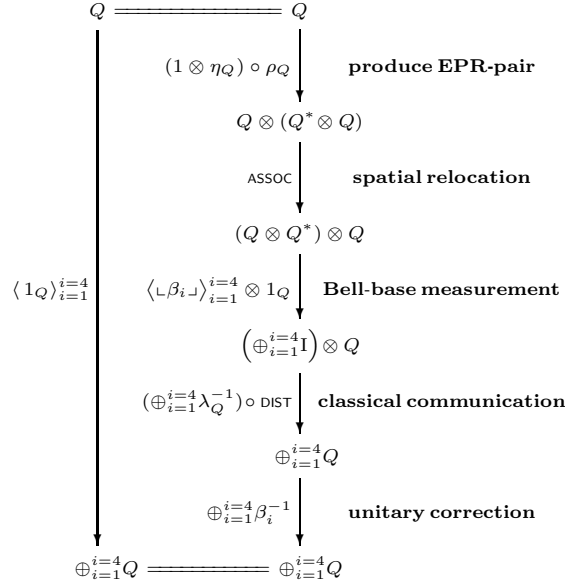 Q ══════════ Q
(1 ⊗ η_Q) ∘ ρ_Q produce EPR-pair
Q ⊗ (Q* ⊗ Q)
ASSOC spatial relocation
(Q ⊗ Q*) ⊗ Q
⟨ 1_Q ⟩_{i=1}^{i=4} ⟨⌞β_i⌟⟩_{i=1}^{i=4} ⊗ 1_Q Bell-base measurement
(⊕_{i=1}^{i=4} I) ⊗ Q
(⊕_{i=1}^{i=4} λ_Q^{-1}) ∘ DIST classical communication
⊕_{i=1}^{i=4} Q
⊕_{i=1}^{i=4} β_i^{-1} unitary correction
⊕_{i=1}^{i=4} Q ══════════ ⊕_{i=1}^{i=4} Q